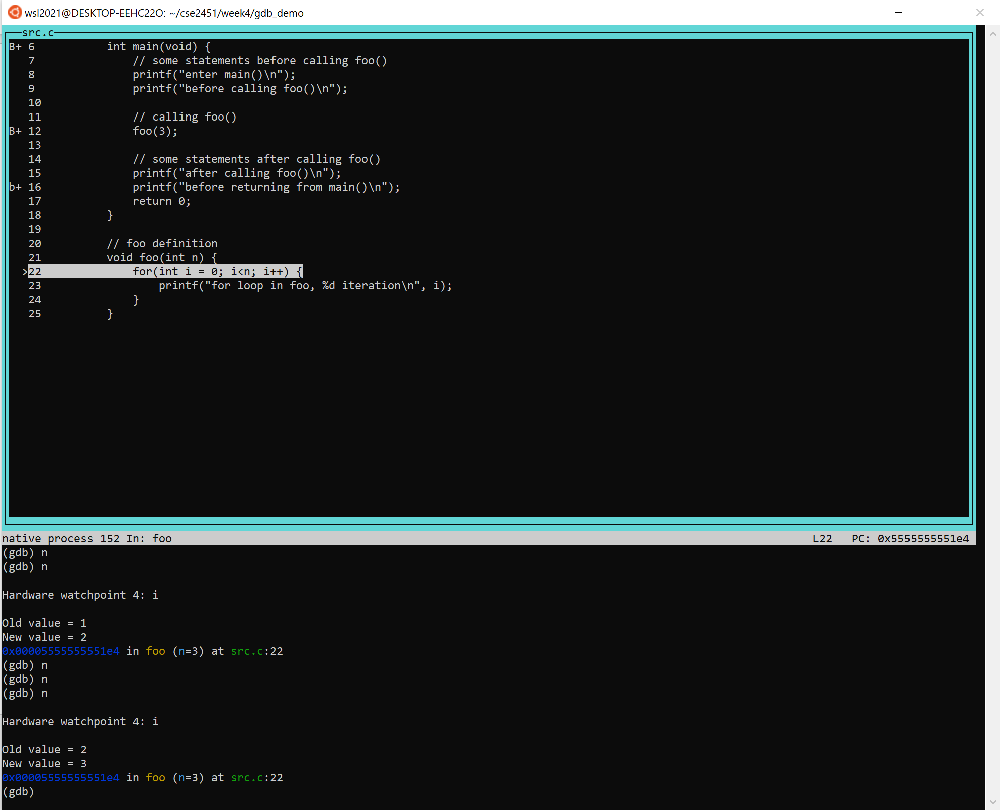 wsl2021@DESKTOP-EEHC22O: ~/cse2451/week4/gdb_demo
src.c
B+ 6 int main(void) {
7 // some statements before calling foo()
8 printf("enter main()\n");
9 printf("before calling foo()\n");
10
11 // calling foo()
B+ 12 foo(3);
13
14 // some statements after calling foo()
15 printf("after calling foo()\n");
b+ 16 printf("before returning from main()\n");
17 return 0;
18 }
19
20 // foo definition
21 void foo(int n) {
>22 for(int i = 0; i<n; i++) {
23 printf("for loop in foo, %d iteration\n", i);
24 }
25 }
native process 152 In: foo L22 PC: 0x5555555551e4
(gdb) n
(gdb) n
Hardware watchpoint 4: i
Old value = 1
New value = 2
0x00005555555551e4 in foo (n=3) at src.c:22
(gdb) n
(gdb) n
(gdb) n
Hardware watchpoint 4: i
Old value = 2
New value = 3
0x00005555555551e4 in foo (n=3) at src.c:22
(gdb)